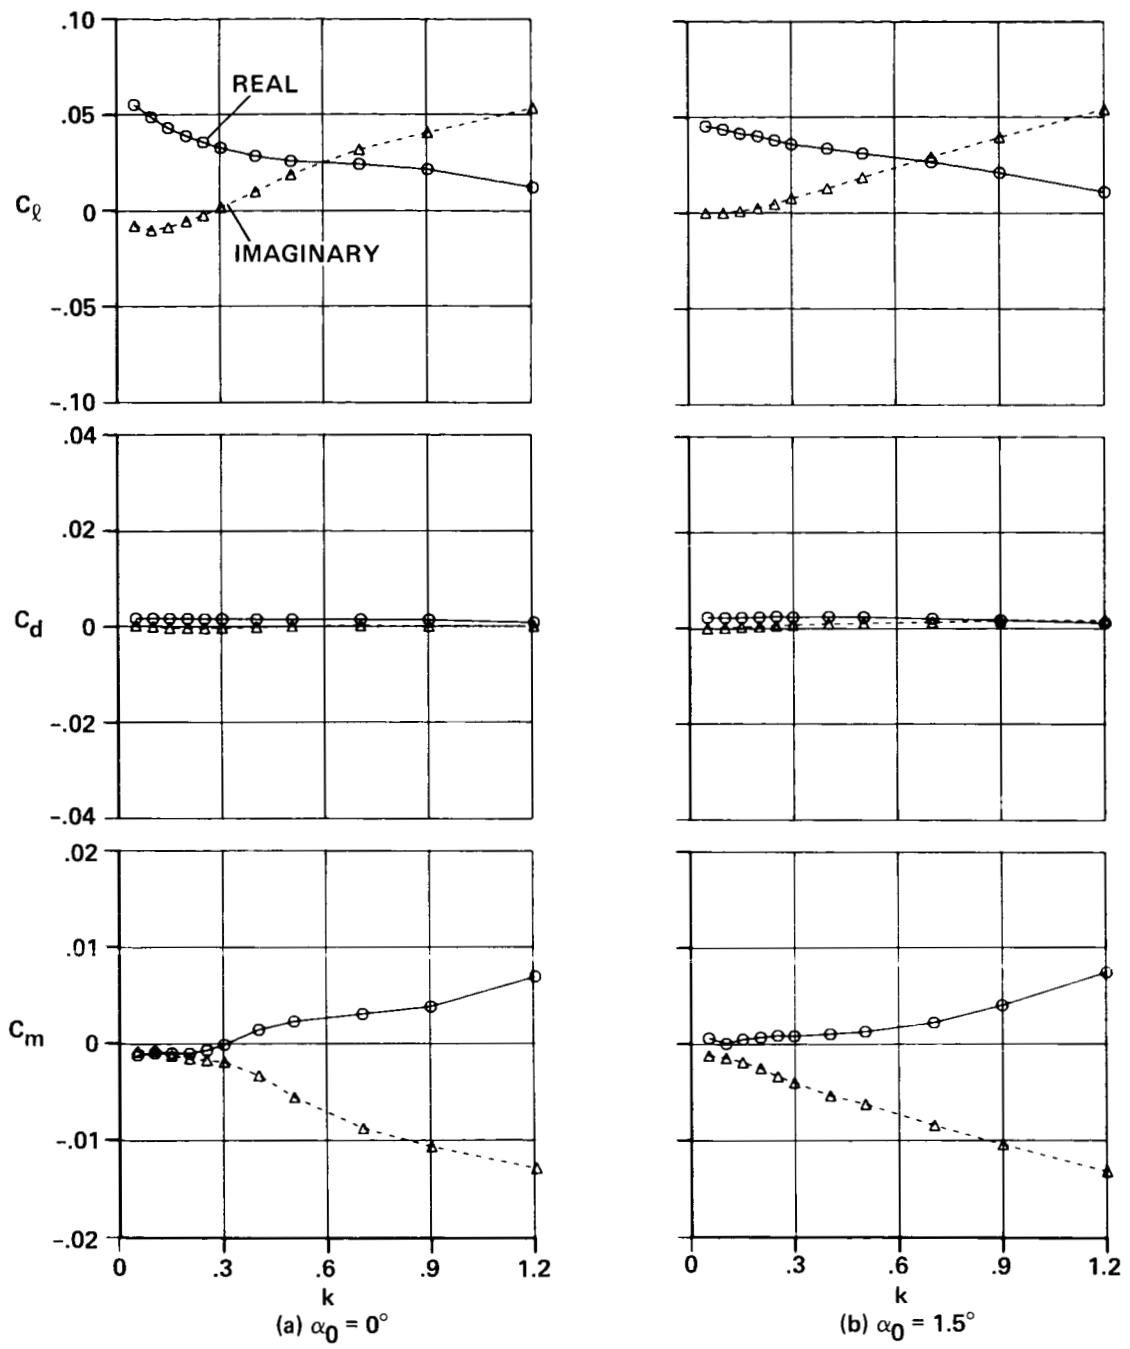 .10
.05
0
-.05
-.10
Cℓ
REAL
IMAGINARY
.04
.02
0
-.02
-.04
Cd
.02
.01
0
-.01
-.02
Cm
0 .3 .6 .9 1.2
k
(a) α0 = 0°
0 .3 .6 .9 1.2
k
(b) α0 = 1.5°